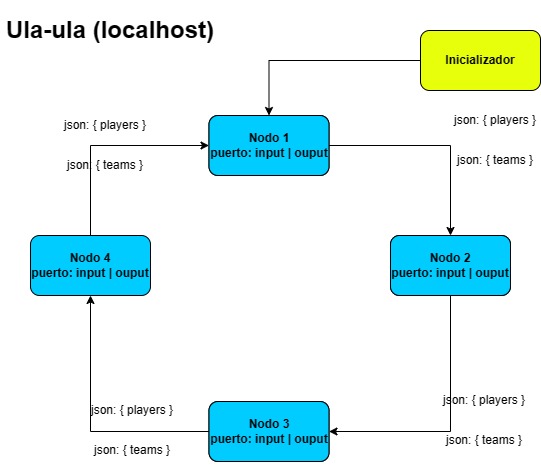 Ula-ula (localhost)
Inicializador
json: { players }
json: { players }
Nodo 1
puerto: input | ouput
json: { teams }
json: { teams }
Nodo 4
puerto: input | ouput
Nodo 2
puerto: input | ouput
json: { players }
json: { players }
Nodo 3
puerto: input | ouput
json: { teams }
json: { teams }